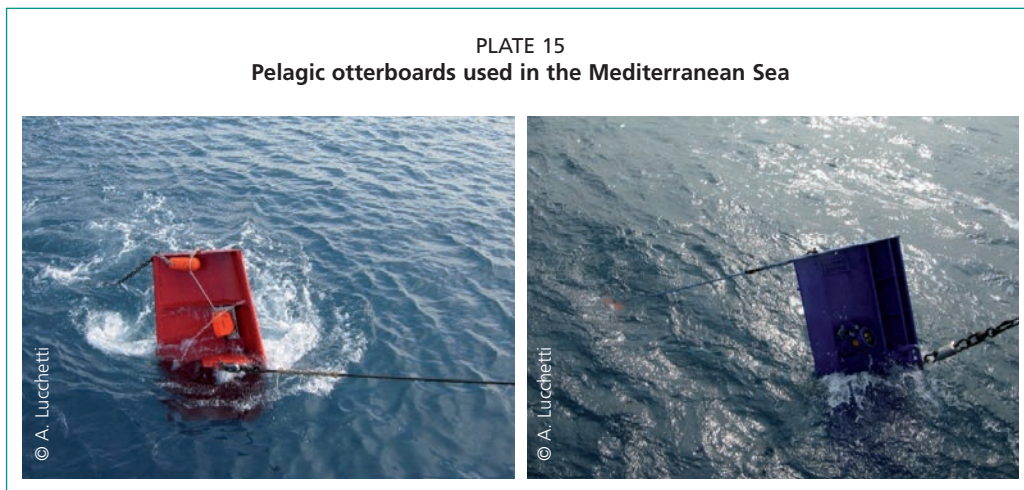 PLATE 15
Pelagic otterboards used in the Mediterranean Sea
© A. Lucchetti
© A. Lucchetti